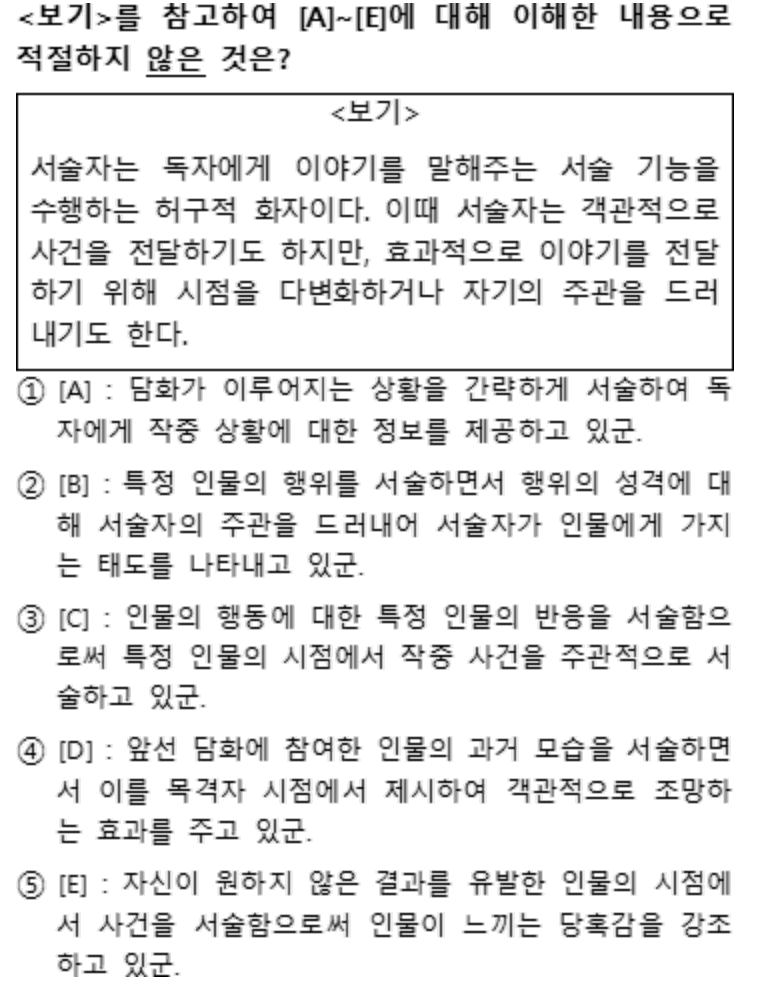 <보기>를 참고하여 [A]~[E]에 대해 이해한 내용으로
적절하지 않은 것은?
<보기>
서술자는 독자에게 이야기를 말해주는 서술 기능을
수행하는 허구적 화자이다. 이때 서술자는 객관적으로
사건을 전달하기도 하지만, 효과적으로 이야기를 전달
하기 위해 시점을 다변화하거나 자기의 주관을 드러
내기도 한다.
① [A] : 담화가 이루어지는 상황을 간략하게 서술하여 독
자에게 작중 상황에 대한 정보를 제공하고 있군.
② [B] : 특정 인물의 행위를 서술하면서 행위의 성격에 대
해 서술자의 주관을 드러내어 서술자가 인물에게 가지
는 태도를 나타내고 있군.
③ [C] : 인물의 행동에 대한 특정 인물의 반응을 서술함으
로써 특정 인물의 시점에서 작중 사건을 주관적으로 서
술하고 있군.
④ [D] : 앞선 담화에 참여한 인물의 과거 모습을 서술하면
서 이를 목격자 시점에서 제시하여 객관적으로 조망하
는 효과를 주고 있군.
⑤ [E] : 자신이 원하지 않은 결과를 유발한 인물의 시점에
서 사건을 서술함으로써 인물이 느끼는 당혹감을 강조
하고 있군.